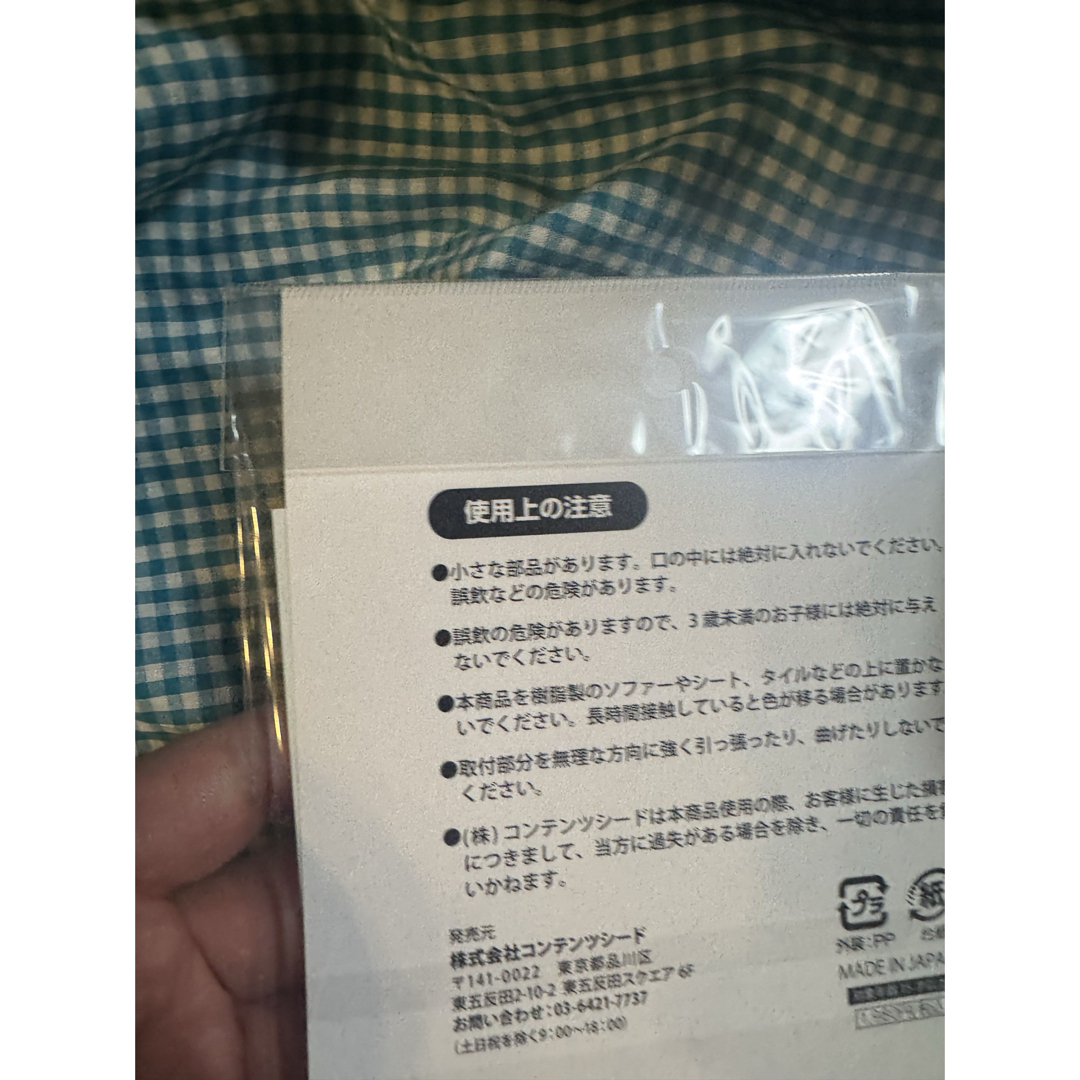 使用上の注意
●小さな部品があります。口の中には絶対に入れないでください。
誤飲などの危険があります。
●誤飲の危険がありますので、3歳未満のお子様には絶対に与え
ないでください。
●本商品を樹脂製のソファーやシート、タイルなどの上に置かな
いでください。長時間接触していると色が移る場合があります
●取付部分を無理な方向に強く引っ張ったり、曲げたりしないで
ください。
●(株)コンテンツシードは本商品使用の際、お客様に生じた損害
につきまして、当方に過失がある場合を除き、一切の責任を負
いかねます。
プラ
紙
外装:PP
台紙
MADE IN JAPA
発売元
株式会社コンテンツシード
〒141-0022 東京都品川区
東五反田2-10-2 東五反田スクエア 6F
お問い合わせ:03-6421-7737
(土日祝を除く9:00〜18:00)